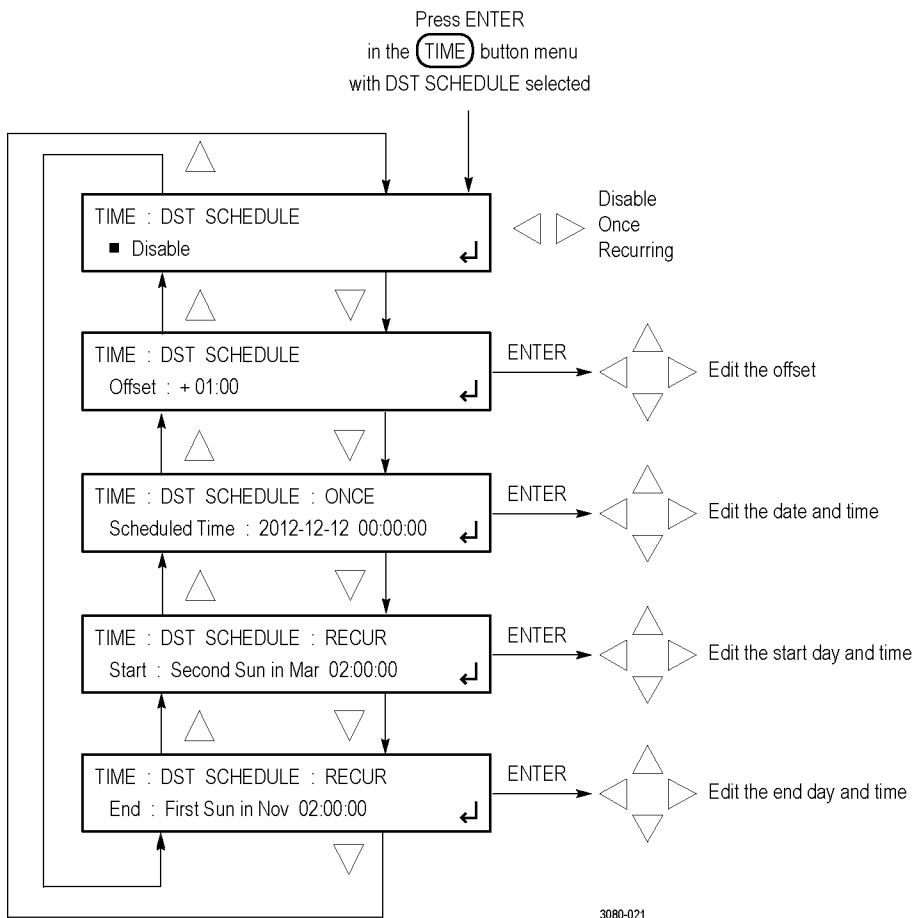 Press ENTER
in the TIME button menu
with DST SCHEDULE selected
TIME : DST SCHEDULE
■ Disable
Disable
Once
Recurring
TIME : DST SCHEDULE
Offset : + 01:00
ENTER
Edit the offset
TIME : DST SCHEDULE : ONCE
Scheduled Time : 2012-12-12 00:00:00
ENTER
Edit the date and time
TIME : DST SCHEDULE : RECUR
Start : Second Sun in Mar 02:00:00
ENTER
Edit the start day and time
TIME : DST SCHEDULE : RECUR
End : First Sun in Nov 02:00:00
ENTER
Edit the end day and time
3080-021